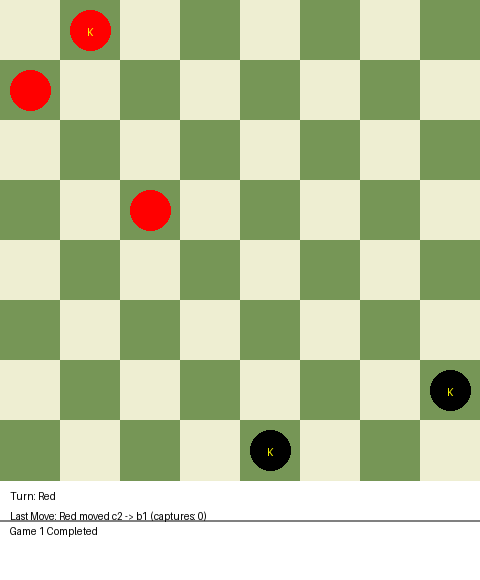 K
K
K
Turn: Red
Last Move: Red moved c2 -> b1 (captures: 0)
Game 1 Completed